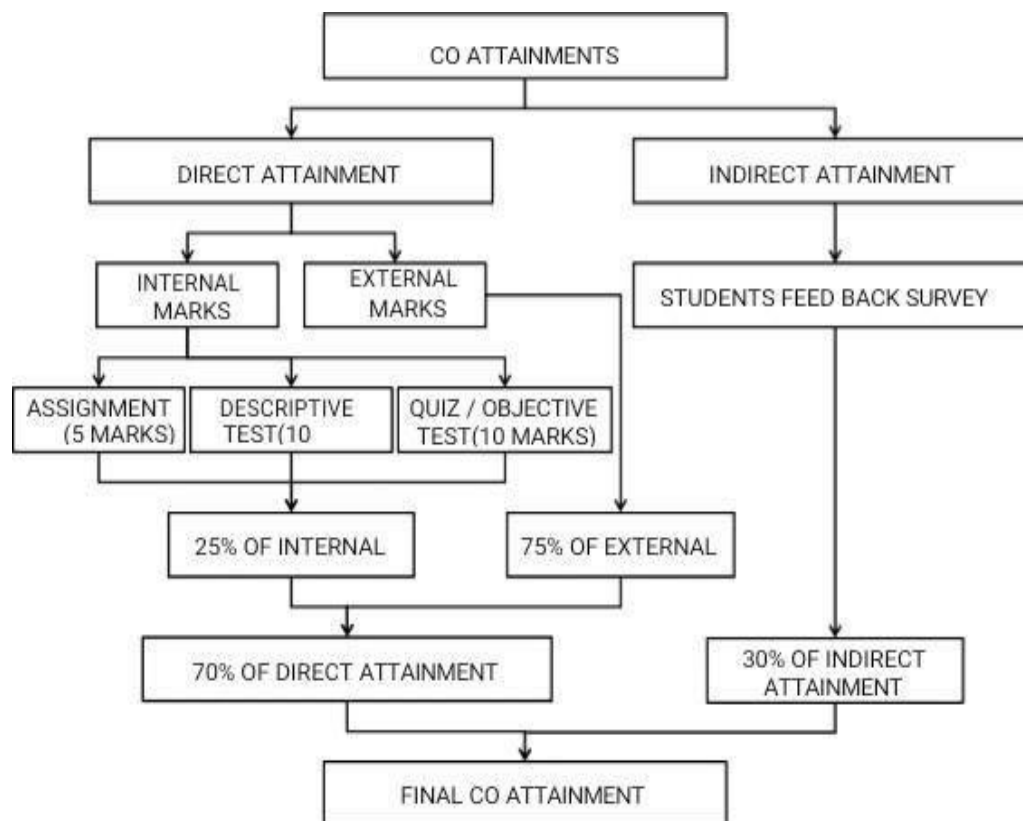 CO ATTAINMENTS
DIRECT ATTAINMENT
INDIRECT ATTAINMENT
INTERNAL
MARKS
EXTERNAL
MARKS
STUDENTS FEED BACK SURVEY
ASSIGNMENT
(5 MARKS)
DESCRIPTIVE
TEST(10
QUIZ / OBJECTIVE
TEST(10 MARKS)
25% OF INTERNAL
75% OF EXTERNAL
70% OF DIRECT ATTAINMENT
30% OF INDIRECT
ATTAINMENT
FINAL CO ATTAINMENT